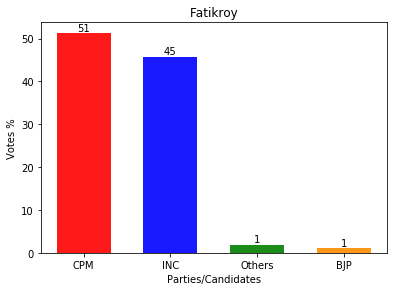 Fatikroy
Votes %
50
40
30
20
10
0
51
45
1
1
CPM
INC
Others
BJP
Parties/Candidates